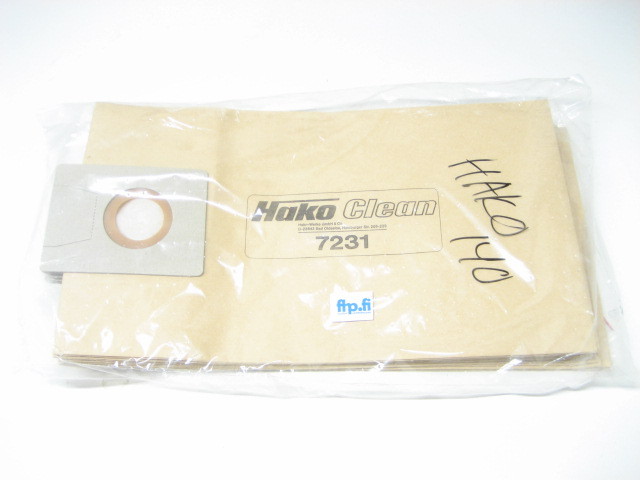 Hako Clean
7231
ftp.fi
HAKO
140